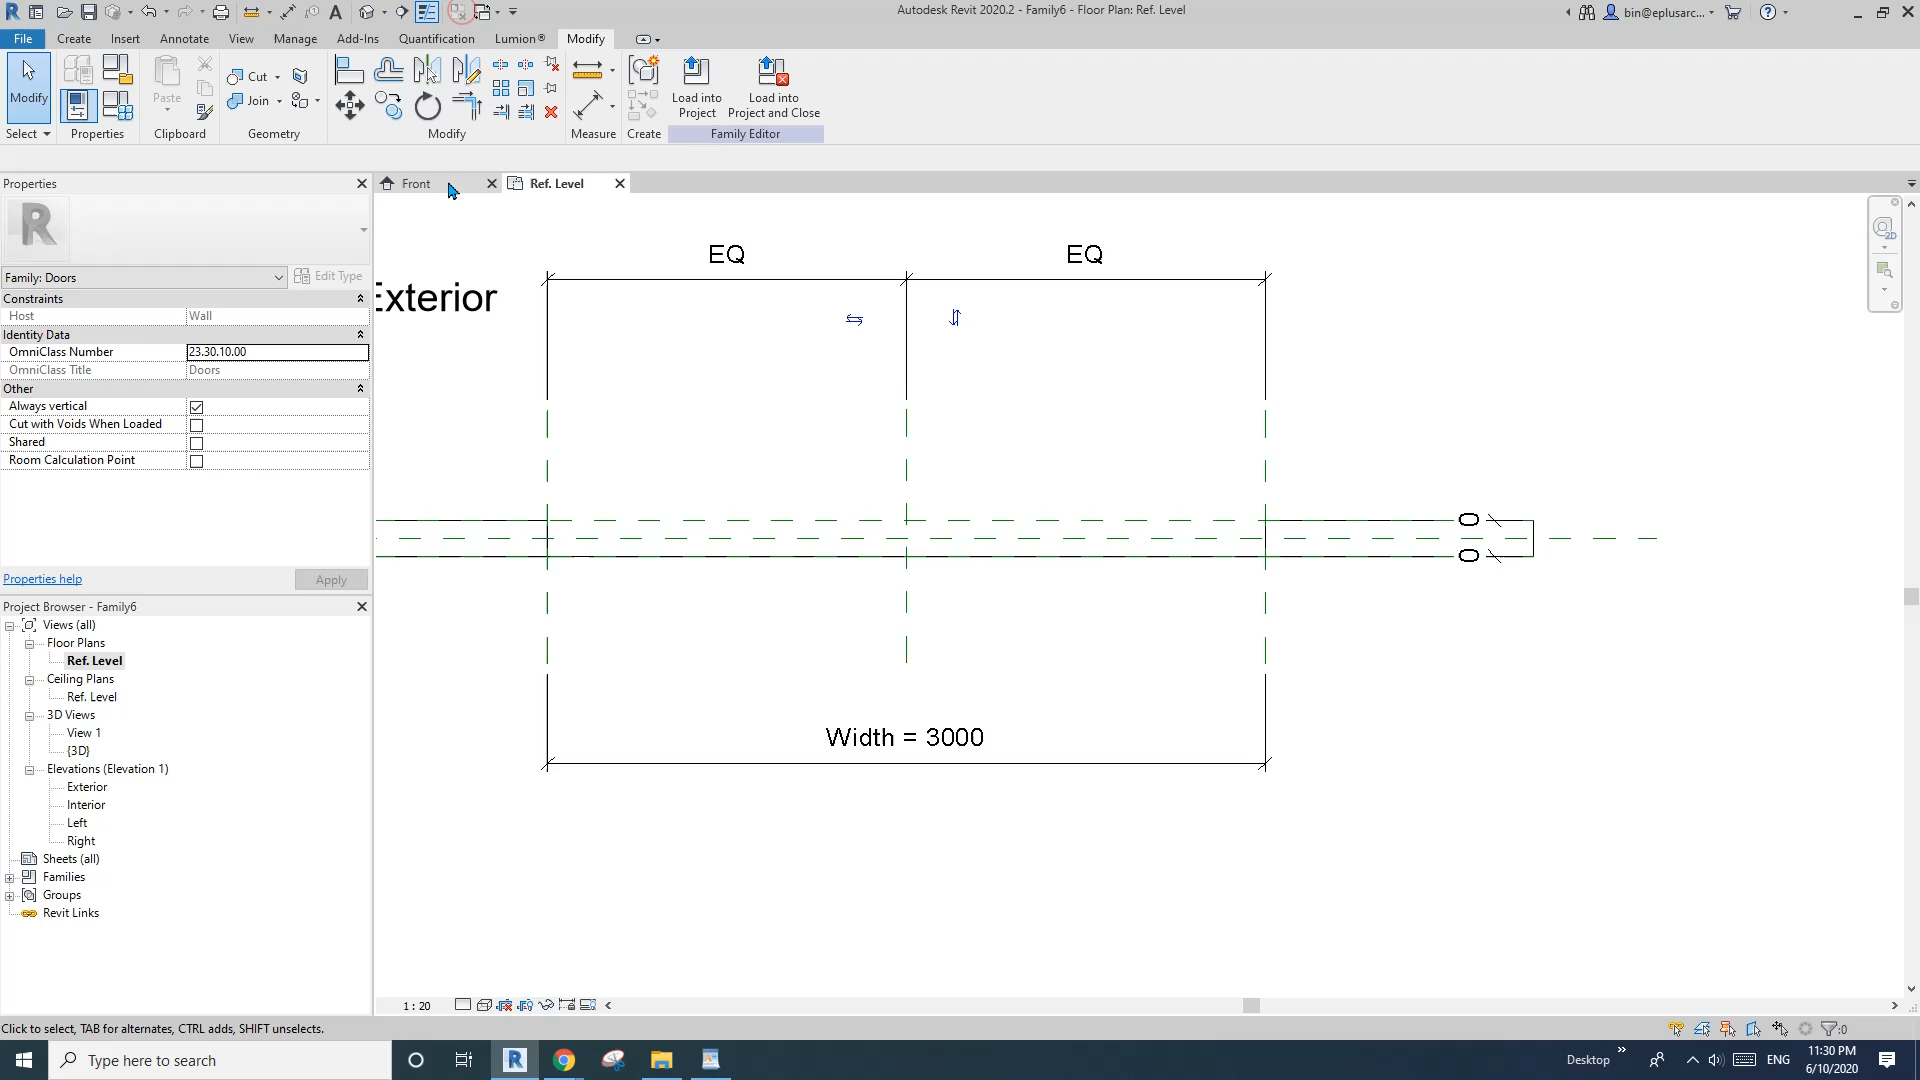 Autodesk Revit 2020.2 - Family6 - Floor Plan: Ref. Level
bin@eplusarc...
File Create Insert Annotate View Manage Add-Ins Quantification Lumion® Modify
Modify
Paste
Cut
Join
Load into Project
Load into Project and Close
Select Properties Clipboard Geometry Modify Measure Create Family Editor
Properties
Front
Ref. Level
R
Family: Doors
Edit Type
Constraints
Host Wall
Identity Data
OmniClass Number 23.30.10.00
OmniClass Title Doors
Other
Always vertical
Cut with Voids When Loaded
Shared
Room Calculation Point
Properties help
Apply
Project Browser - Family6
Views (all)
Floor Plans
Ref. Level
Ceiling Plans
Ref. Level
3D Views
View 1
{3D}
Elevations (Elevation 1)
Exterior
Interior
Left
Right
Sheets (all)
Families
Groups
Revit Links
EQ EQ
Exterior
0
0
Width = 3000
2D
1 : 20
Click to select, TAB for alternates, CTRL adds, SHIFT unselects.
:0
Type here to search
Desktop
ENG
11:30 PM
6/10/2020